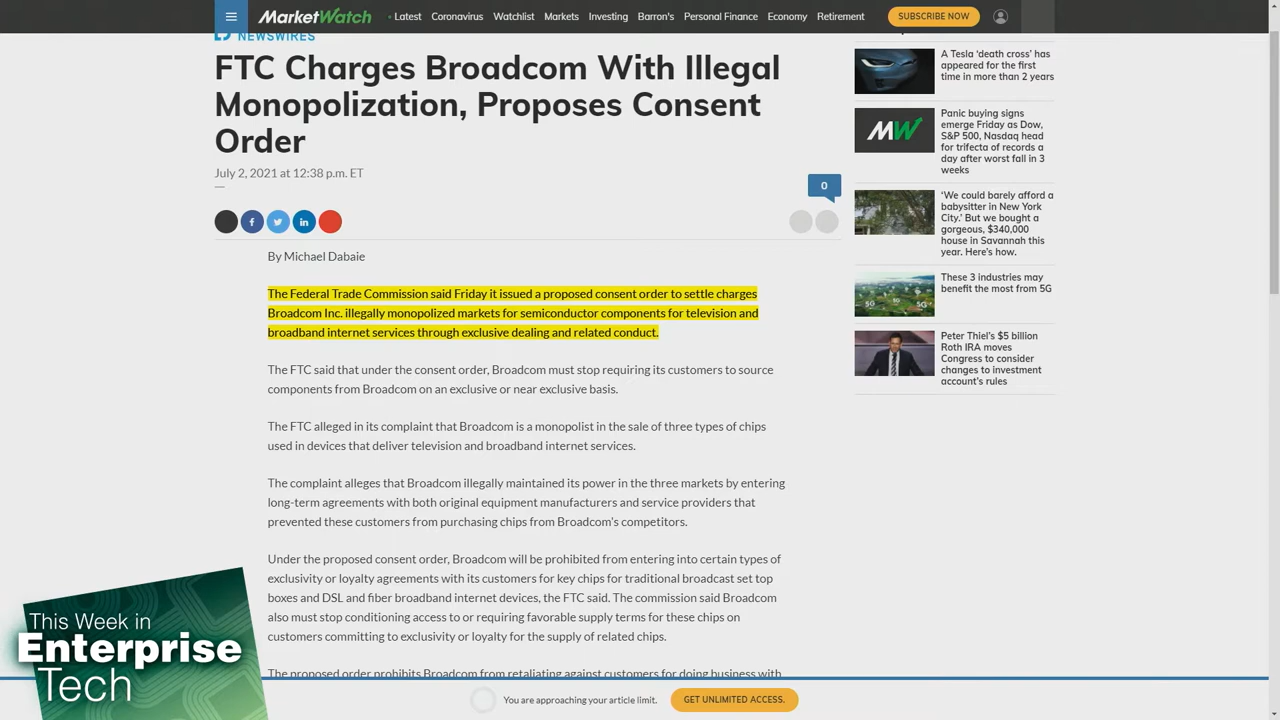 MarketWatch
Latest Coronavirus Watchlist Markets Investing Barron's Personal Finance Economy Retirement
SUBSCRIBE NOW
NEWSWIRES
FTC Charges Broadcom With Illegal
Monopolization, Proposes Consent
Order
July 2, 2021 at 12:38 p.m. ET
0
By Michael Dabaie
The Federal Trade Commission said Friday it issued a proposed consent order to settle charges
Broadcom Inc. illegally monopolized markets for semiconductor components for television and
broadband internet services through exclusive dealing and related conduct.
The FTC said that under the consent order, Broadcom must stop requiring its customers to source
components from Broadcom on an exclusive or near exclusive basis.
The FTC alleged in its complaint that Broadcom is a monopolist in the sale of three types of chips
used in devices that deliver television and broadband internet services.
The complaint alleges that Broadcom illegally maintained its power in the three markets by entering
long-term agreements with both original equipment manufacturers and service providers that
prevented these customers from purchasing chips from Broadcom's competitors.
Under the proposed consent order, Broadcom will be prohibited from entering into certain types of
exclusivity or loyalty agreements with its customers for key chips for traditional broadcast set top
boxes and DSL and fiber broadband internet devices, the FTC said. The commission said Broadcom
also must stop conditioning access to or requiring favorable supply terms for these chips on
customers committing to exclusivity or loyalty for the supply of related chips.
The proposed order prohibits Broadcom from retaliating against customers for doing business with
A Tesla ‘death cross’ has
appeared for the first
time in more than 2 years
MW
Panic buying signs
emerge Friday as Dow,
S&P 500, Nasdaq head
for trifecta of records a
day after worst fall in 3
weeks
‘We could barely afford a
babysitter in New York
City.’ But we bought a
gorgeous, $340,000
house in Savannah this
year. Here’s how.
5G 5G 5G
These 3 industries may
benefit the most from 5G
Peter Thiel’s $5 billion
Roth IRA moves
Congress to consider
changes to investment
account’s rules
This Week in
Enterprise
Tech
You are approaching your article limit.
GET UNLIMITED ACCESS.